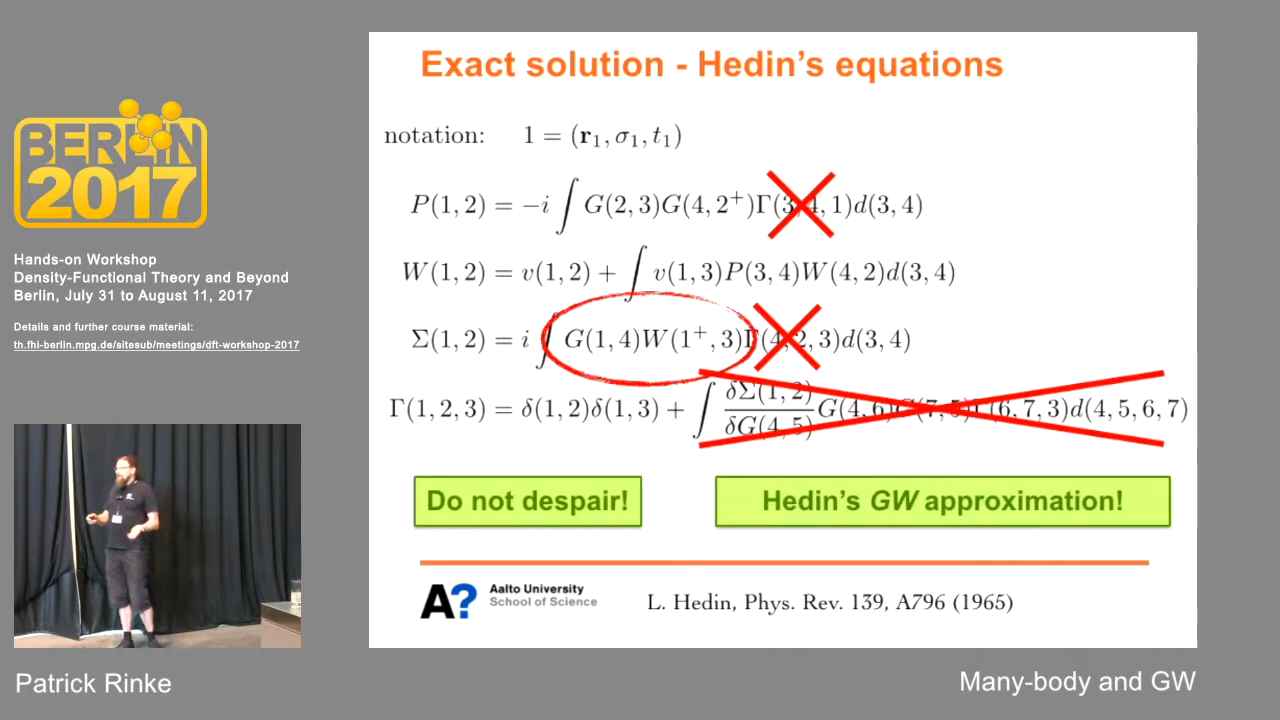 BERLIN
2017
Hands-on Workshop
Density-Functional Theory and Beyond
Berlin, July 31 to August 11, 2017
Details and further course material:
th.fhi-berlin.mpg.de/sitesub/meetings/dft-workshop-2017
Exact solution - Hedin's equations
notation: 1 = (r₁, σ₁, t₁)
P(1, 2) = −i ∫ G(2, 3)G(4, 2⁺)Γ(3, 4, 1)d(3, 4)
W(1, 2) = v(1, 2) + ∫ v(1, 3)P(3, 4)W(4, 2)d(3, 4)
Σ(1, 2) = i ∫ G(1, 4)W(1⁺, 3)Γ(4, 2, 3)d(3, 4)
Γ(1, 2, 3) = δ(1, 2)δ(1, 3) + ∫ δΣ(1, 2)/δG(4, 5) G(4, 6)G(7, 5)Γ(6, 7, 3)d(4, 5, 6, 7)
Do not despair!
Hedin's GW approximation!
A? Aalto University
School of Science
L. Hedin, Phys. Rev. 139, A796 (1965)
Patrick Rinke
Many-body and GW